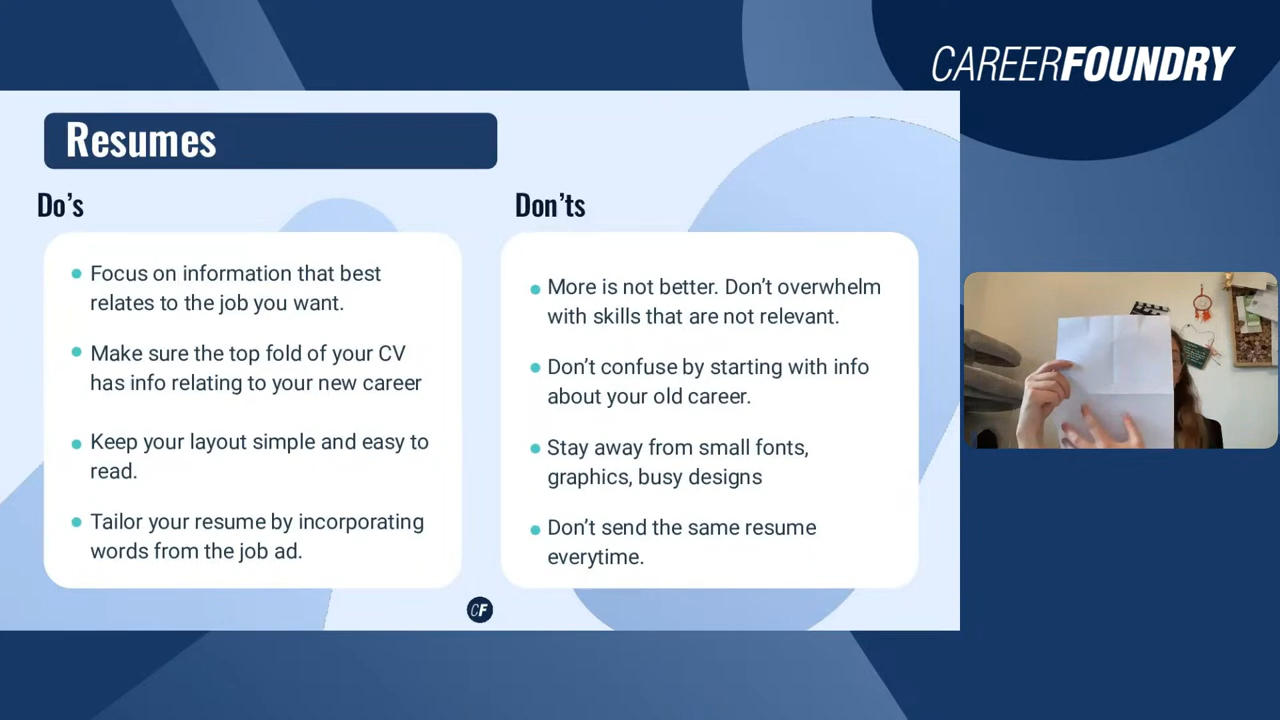 CAREERFOUNDRY
Resumes
Do’s
Focus on information that best
relates to the job you want.
Make sure the top fold of your CV
has info relating to your new career
Keep your layout simple and easy to
read.
Tailor your resume by incorporating
words from the job ad.
Don’ts
More is not better. Don’t overwhelm
with skills that are not relevant.
Don’t confuse by starting with info
about your old career.
Stay away from small fonts,
graphics, busy designs
Don’t send the same resume
everytime.
CF